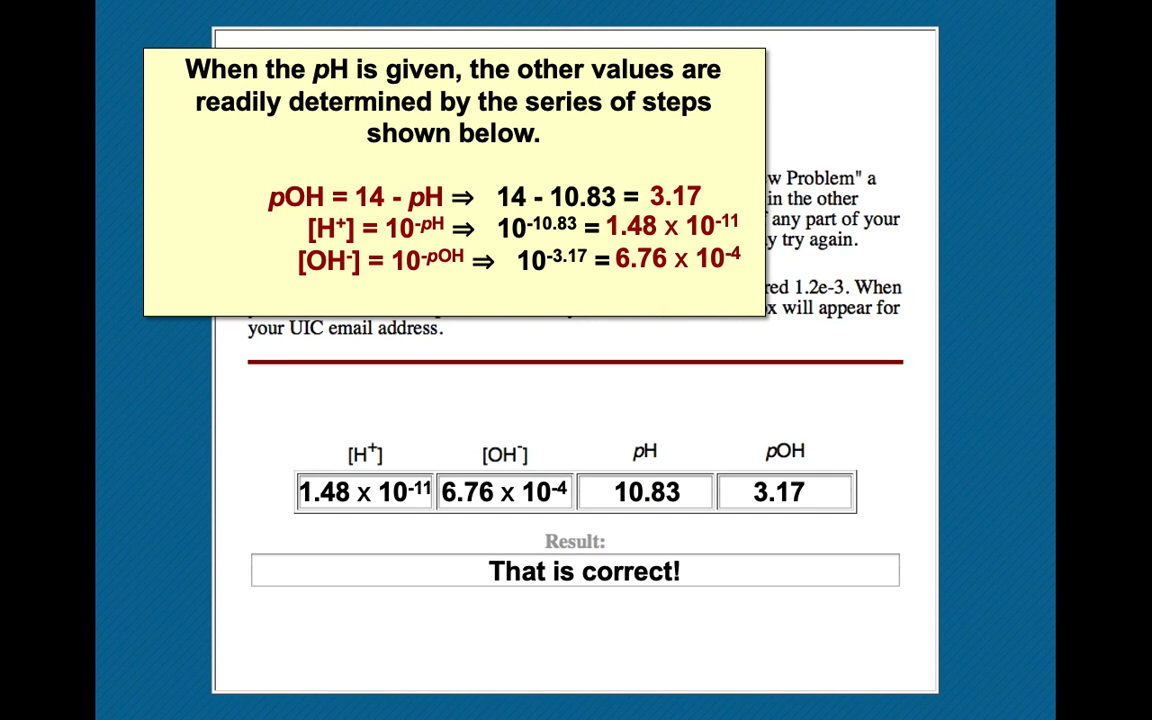 When the pH is given, the other values are
readily determined by the series of steps
shown below.
pOH = 14 - pH ⇒ 14 - 10.83 = 3.17
[H⁺] = 10⁻ᵖᴴ ⇒ 10⁻¹⁰·⁸³ = 1.48 x 10⁻¹¹
[OH⁻] = 10⁻ᵖᴼᴴ ⇒ 10⁻³·¹⁷ = 6.76 x 10⁻⁴
w Problem" a
in the other
any part of your
y try again.
red 1.2e-3. When
x will appear for
your UIC email address.
[H⁺] [OH⁻] pH pOH
1.48 x 10⁻¹¹ 6.76 x 10⁻⁴ 10.83 3.17
Result:
That is correct!